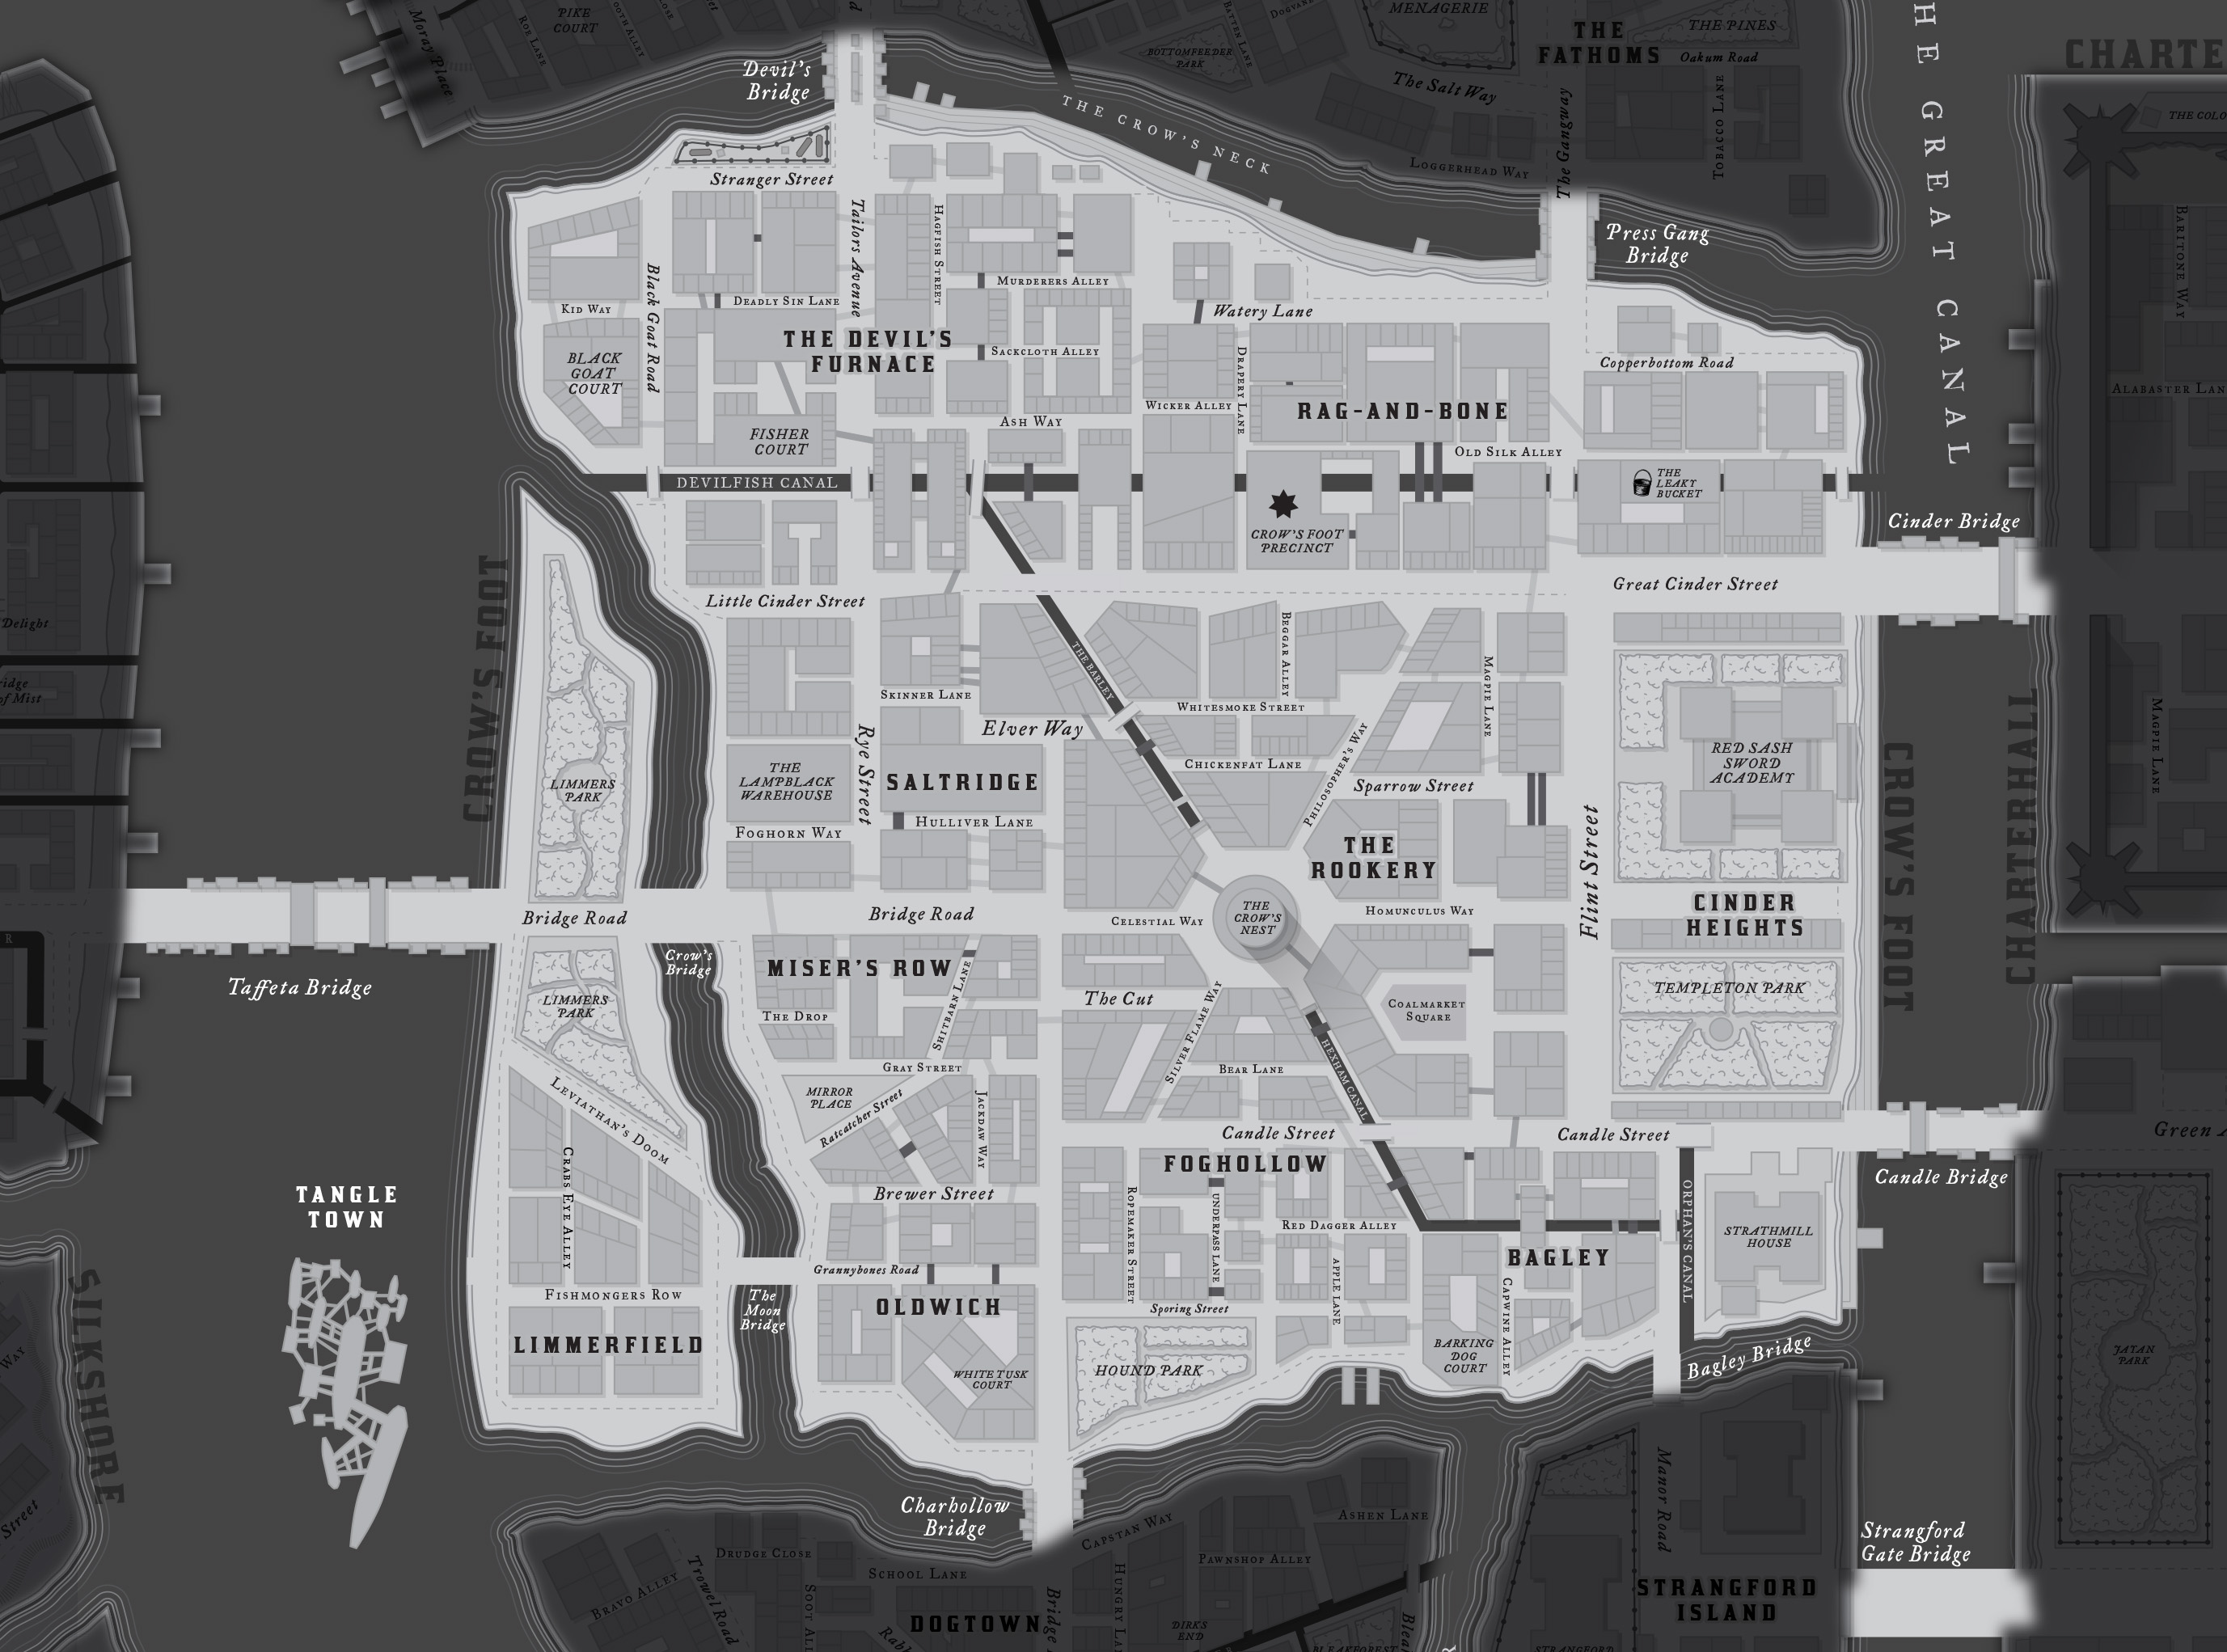 Moray Place
PIKE
COURT
ROE LANE
MENAGERIE
BOTTOMFEEDER
PARK
THE
FATHOMS
THE PINES
Oakum Road
The Salt Way
TOBACCO LANE
The Gangway
LOGGERHEAD WAY
CHARTE
THE COLO
BARITONE WAY
ALABASTER LAN
HE GREAT CANAL
Devil's
Bridge
THE CROW'S NECK
Press Gang
Bridge
Stranger Street
Tailors Avenue
HAGFISH STREET
Black Goat Road
KID WAY
DEADLY SIN LANE
MURDERERS ALLEY
Watery Lane
BLACK
GOAT
COURT
THE DEVIL'S
FURNACE
SACKCLOTH ALLEY
DRAPERY LANE
Copperbottom Road
WICKER ALLEY
RAG-AND-BONE
ASH WAY
FISHER
COURT
OLD SILK ALLEY
DEVILFISH CANAL
THE
LEAKY
BUCKET
CROW'S FOOT
PRECINCT
Cinder Bridge
Great Cinder Street
Little Cinder Street
CROW'S FOOT
Delight
of Mist
THE BARLEY
BEGGAR ALLEY
MAGPIE LANE
SKINNER LANE
WHITESMOKE STREET
Elver Way
Rye Street
CHICKENFAT LANE
PHILOSOPHER'S WAY
Sparrow Street
LIMMERS
PARK
THE
LAMPBLACK
WAREHOUSE
SALTRIDGE
RED SASH
SWORD
ACADEMY
MAGPIE LANE
FOGHORN WAY
HULLIVER LANE
THE
ROOKERY
Flint Street
CROW'S FOOT
CHARTERHALL
CINDER
HEIGHTS
Bridge Road
Bridge Road
CELESTIAL WAY
THE
CROW'S
NEST
HOMUNCULUS WAY
Taffeta Bridge
Crow's
Bridge
MISER'S ROW
SHITBARN LANE
The Cut
SILVER FLAME WAY
COALMARKET
SQUARE
TEMPLETON PARK
LIMMERS
PARK
THE DROP
GRAY STREET
BEAR LANE
HEXHAM CANAL
LEVIATHAN'S DOOM
MIRROR
PLACE
Ratcatcher Street
JACKDAW WAY
Candle Street
Candle Street
Green
CRABS EYE ALLEY
FOGHOLLOW
Candle Bridge
TANGLE
TOWN
Brewer Street
ROPEMAKER STREET
UNDERPASS LANE
RED DAGGER ALLEY
ORPHAN'S CANAL
STRATHMILL
HOUSE
BAGLEY
Grannybones Road
APPLE LANE
CAPWINE ALLEY
FISHMONGERS ROW
The
Moon
Bridge
OLDWICH
Sporing Street
LIMMERFIELD
BARKING
DOG
COURT
Bagley Bridge
JAYAN
PARK
SILKSHORE
WAY
WHITE TUSK
COURT
HOUND PARK
Street
Charhollow
Bridge
CAPSTAN WAY
ASHEN LANE
Manor Road
Strangford
Gate Bridge
DRUDGE CLOSE
SCHOOL LANE
PAWNSHOP ALLEY
BRAVO ALLEY
Trowel Road
DOGTOWN
DIRKS
END
STRANGFORD
ISLAND
BLEAKFOREST
STRANGFORD